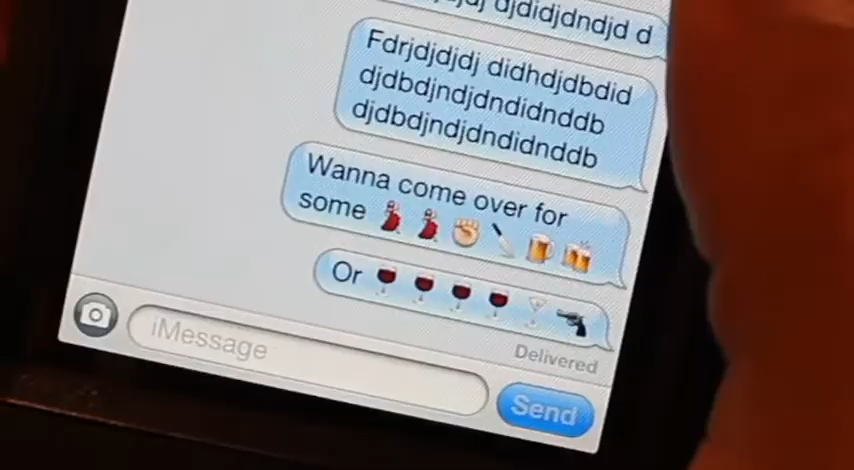 djdidjdndjd d
Fdrjdjdjdj didhdjdbdid
djdbdjndjdndidnddb
djdbdjndjdndidnddb
Wanna come over for
some 💃 💃 ✊ 🔪 🍺 🍻
Or 🍷 🍷 🍷 🍷 🍸 🔫
Delivered
iMessage
Send